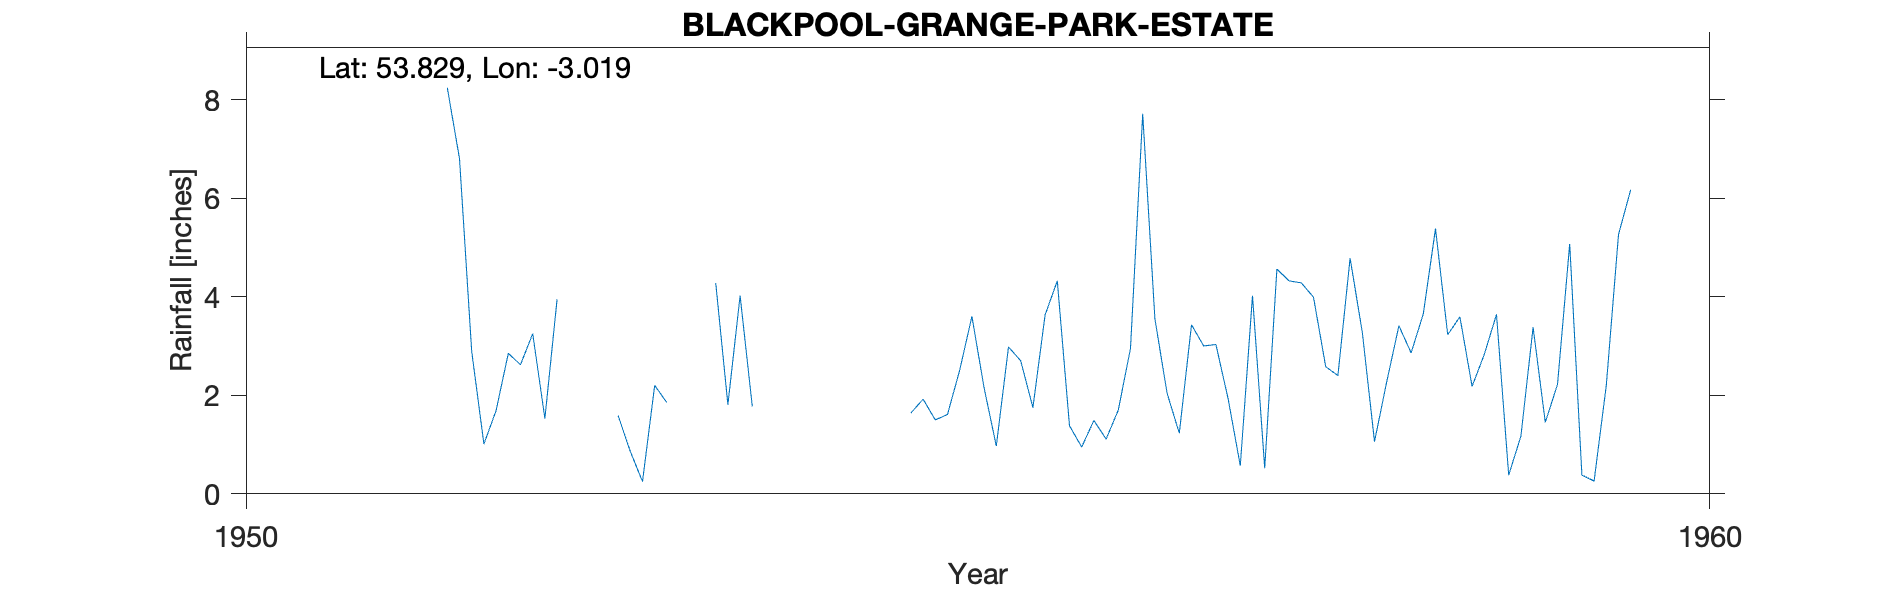 BLACKPOOL-GRANGE-PARK-ESTATE
Lat: 53.829, Lon: -3.019
8
6
4
2
0
Rainfall [inches]
1950
1960
Year